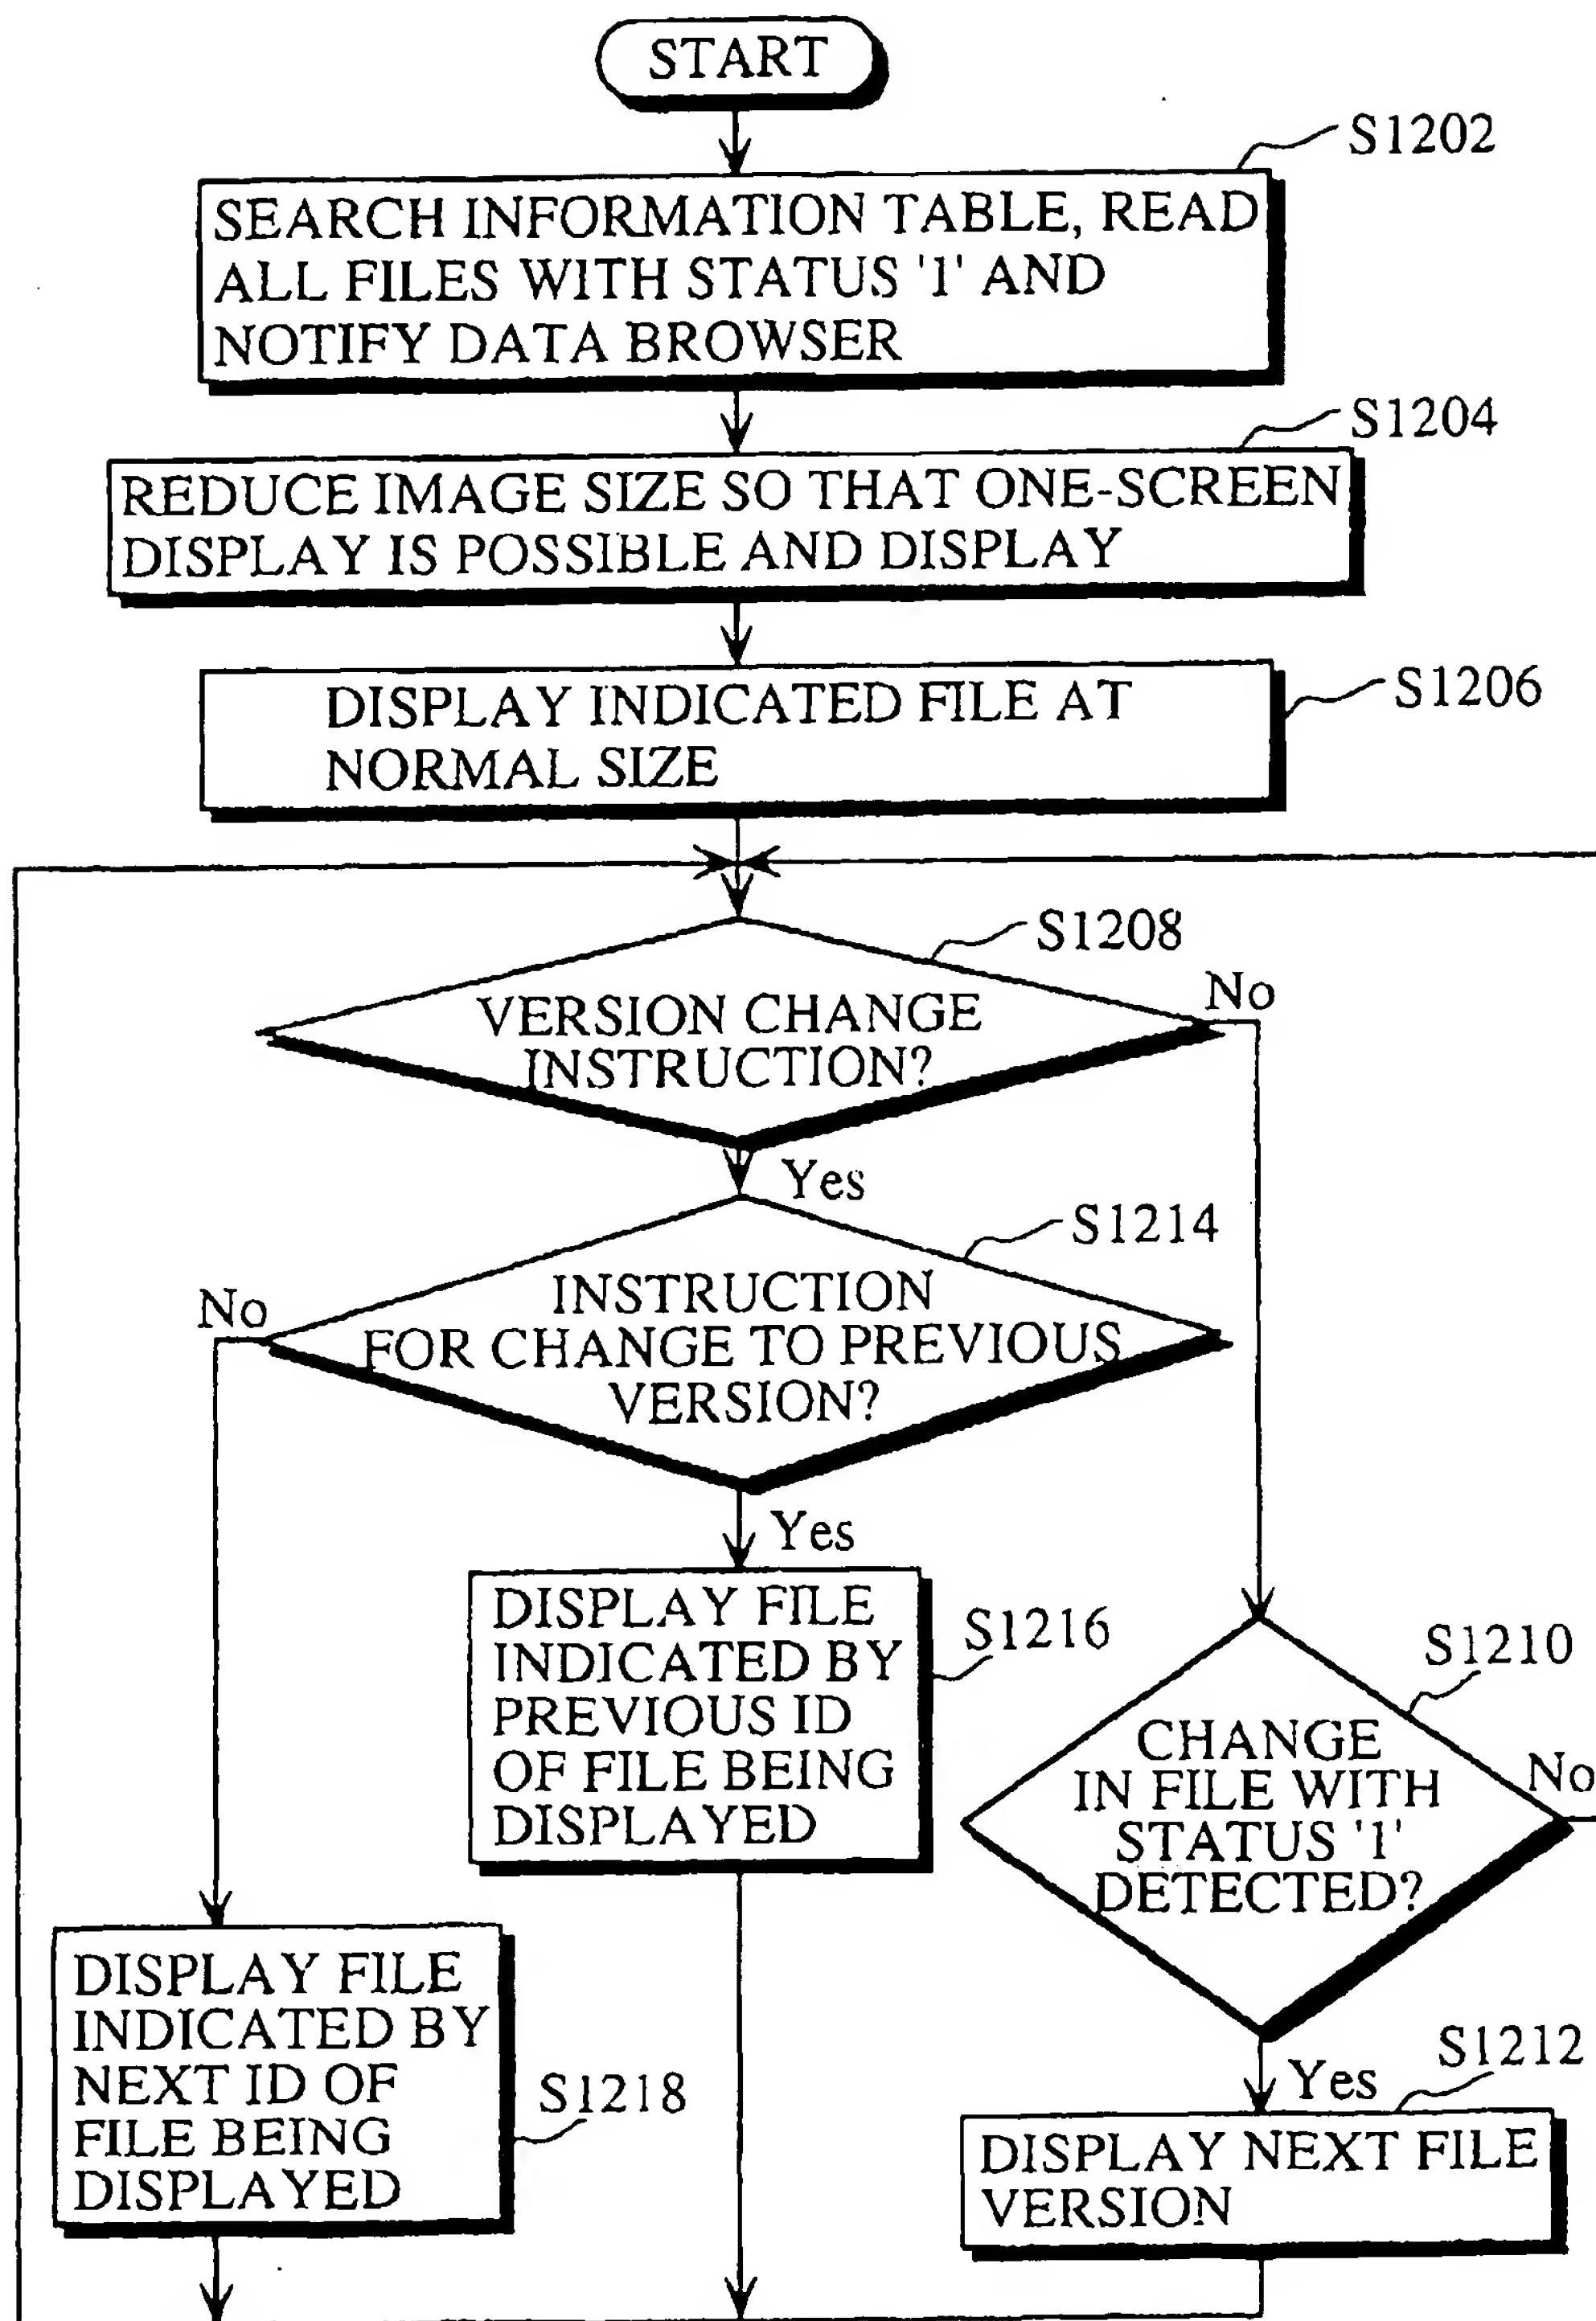 START
S1202
SEARCH INFORMATION TABLE, READ
ALL FILES WITH STATUS '1' AND
NOTIFY DATA BROWSER
S1204
REDUCE IMAGE SIZE SO THAT ONE-SCREEN
DISPLAY IS POSSIBLE AND DISPLAY
S1206
DISPLAY INDICATED FILE AT
NORMAL SIZE
S1208
No
VERSION CHANGE
INSTRUCTION?
Yes
S1214
No
INSTRUCTION
FOR CHANGE TO PREVIOUS
VERSION?
Yes
DISPLAY FILE
INDICATED BY
PREVIOUS ID
OF FILE BEING
DISPLAYED
S1216
S1210
CHANGE
IN FILE WITH
STATUS '1'
DETECTED?
No
DISPLAY FILE
INDICATED BY
NEXT ID OF
FILE BEING
DISPLAYED
S1218
Yes
S1212
DISPLAY NEXT FILE
VERSION